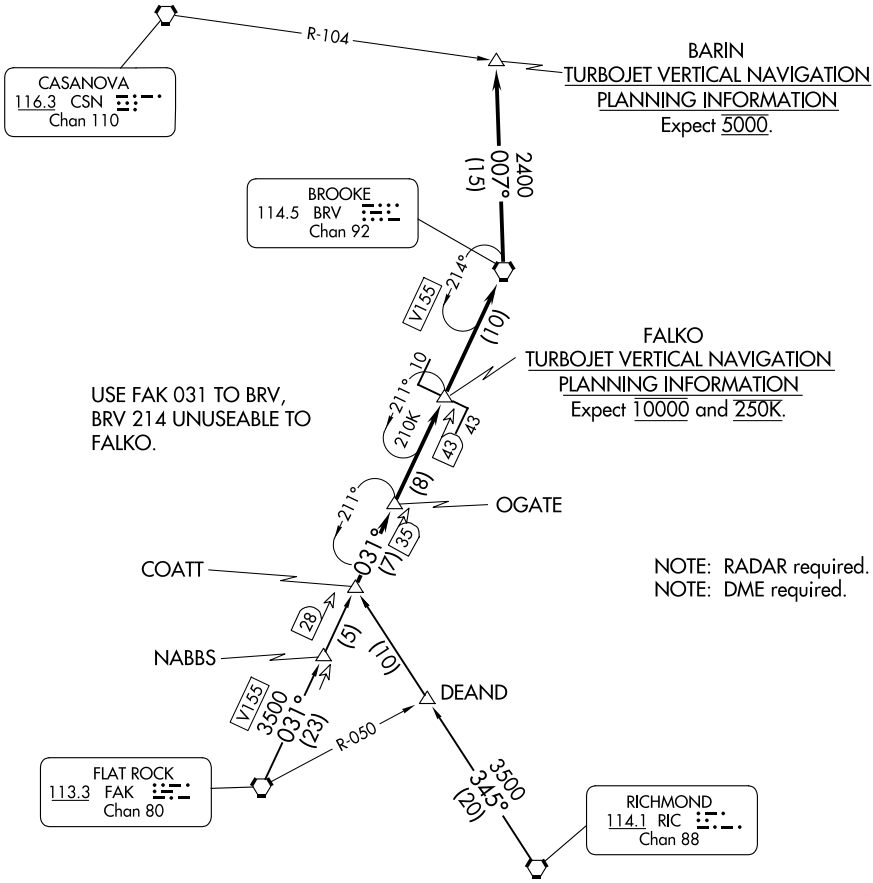 R-104
BARIN
TURBOJET VERTICAL NAVIGATION
PLANNING INFORMATION
Expect 5000.
CASANOVA
116.3 CSN
Chan 110
2400
007°
(15)
BROOKE
114.5 BRV
Chan 92
214°
V155
(10)
FALKO
TURBOJET VERTICAL NAVIGATION
PLANNING INFORMATION
Expect 10000 and 250K.
10
211°
210K
43
43
USE FAK 031 TO BRV,
BRV 214 UNUSEABLE TO
FALKO.
(8)
OGATE
211°
35
031°
(7)
COATT
NOTE: RADAR required.
NOTE: DME required.
28
(5)
(10)
NABBS
DEAND
V155
3500
031°
(23)
R-050
FLAT ROCK
113.3 FAK
Chan 80
3500
345°
(20)
RICHMOND
114.1 RIC
Chan 88